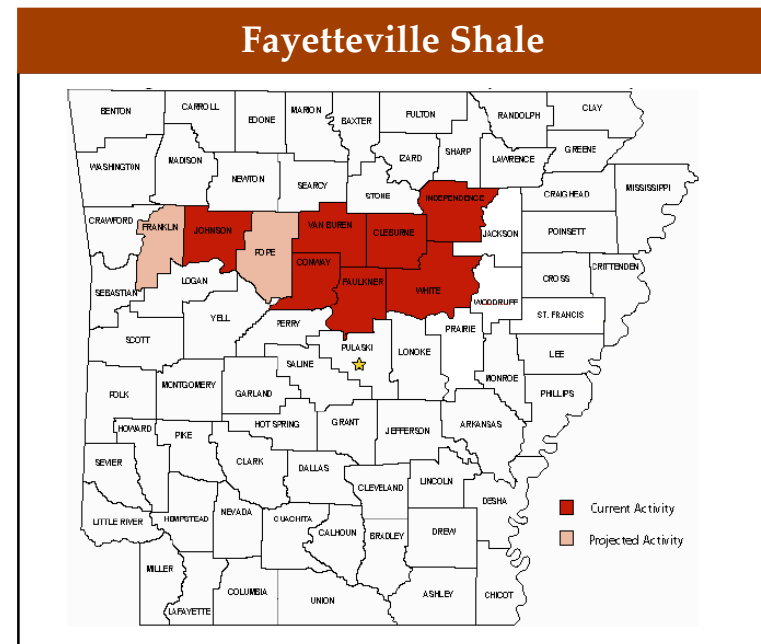 Fayetteville Shale
BENTON
CARROLL
BOONE
MARION
BAXTER
FULTON
RANDOLPH
CLAY
GREENE
SHARP
IZARD
LAWRENCE
WASHINGTON
MADISON
NEWTON
SEARCY
STONE
INDEPENDENCE
CRAIGHEAD
MISSISSIPPI
CRAWFORD
FRANKLIN
JOHNSON
POPE
VAN BUREN
CLEBURNE
JACKSON
POINSETT
CONWAY
FAULKNER
WHITE
CROSS
CRITTENDEN
SEBASTIAN
LOGAN
WOODRUFF
ST. FRANCIS
YELL
PERRY
PRAIRIE
SCOTT
PULASKI
LONOKE
LEE
SALINE
MONROE
POLK
MONTGOMERY
GARLAND
PHILLIPS
HOT SPRING
GRANT
JEFFERSON
ARKANSAS
HOWARD
PIKE
SEVIER
CLARK
DALLAS
CLEVELAND
LINCOLN
DESHA
LITTLE RIVER
HEMPSTEAD
NEVADA
OUACHITA
CALHOUN
BRADLEY
DREW
Current Activity
Projected Activity
MILLER
LAFAYETTE
COLUMBIA
UNION
ASHLEY
CHICOT